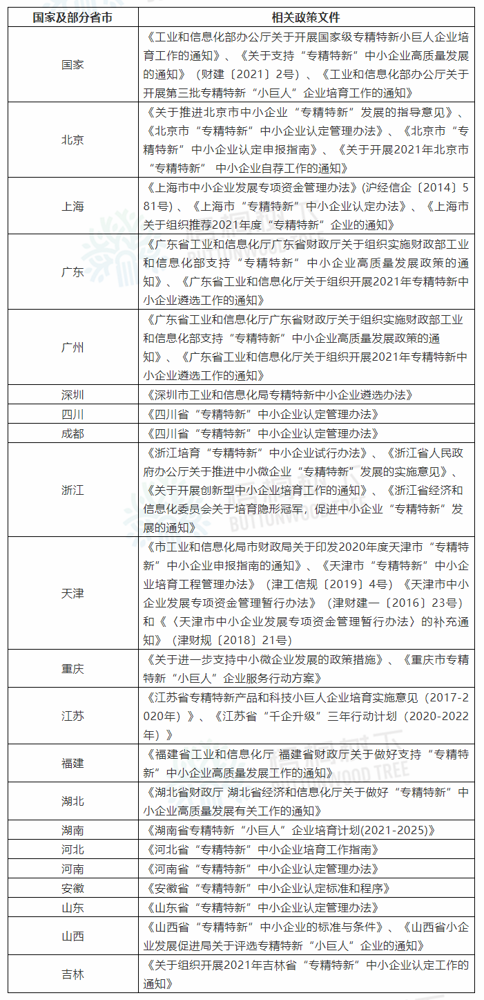 国家及部分省市
相关政策文件
国家
《工业和信息化部办公厅关于开展国家级专精特新小巨人企业培
育工作的通知》、《关于支持“专精特新”中小企业高质量发展
的通知》（财建〔2021〕2号）、《工业和信息化部办公厅关于
开展第三批专精特新“小巨人”企业培育工作的通知》
北京
《关于推进北京市中小企业“专精特新”发展的指导意见》、
《北京市“专精特新”中小企业认定管理办法》、《北京市“专
精特新”中小企业认定申报指南》、《关于开展2021年北京市
“专精特新” 中小企业自荐工作的通知》
上海
《上海市中小企业发展专项资金管理办法》(沪经信企〔2014〕5
81号) 、《上海市“专精特新”中小企业认定办法》、《上海市
关于组织推荐2021年度“专精特新”企业的通知》
广东
《广东省工业和信息化厅广东省财政厅关于组织实施财政部工业
和信息化部支持“专精特新”中小企业高质量发展政策的通
知》、《广东省工业和信息化厅关于组织开展2021年专精特新中
小企业遴选工作的通知》
广州
《广东省工业和信息化厅广东省财政厅关于组织实施财政部工业
和信息化部支持“专精特新”中小企业高质量发展政策的通
知》、《广东省工业和信息化厅关于组织开展2021年专精特新中
小企业遴选工作的通知》
深圳
《深圳市工业和信息化局专精特新中小企业遴选办法》
四川
《四川省“专精特新”中小企业认定管理办法》
成都
《四川省“专精特新”中小企业认定管理办法》
浙江
《浙江培育“专精特新”中小企业试行办法》、《浙江省人民政
府办公厅关于推进中小微企业“专精特新”发展的实施意见》、
《关于开展创新型中小企业培育工作的通知》、《浙江省经济和
信息化委员会关于培育隐形冠军，促进中小企业“专精特新”发
展的通知》
天津
《市工业和信息化局市财政局关于印发2020年度天津市“专精特
新”中小企业申报指南的通知》、《天津市“专精特新”中小企
业培育工程管理办法》（津工信规〔2019〕4号）《天津市中小
企业发展专项资金管理暂行办法》（津财建一〔2016〕23号）
和《〈天津市中小企业发展专项资金管理暂行办法〉的补充通
知》（津财规〔2018〕21号）
重庆
《关于进一步支持中小微企业发展的政策措施》、《重庆市专精
特新“小巨人”企业服务行动方案》
江苏
《江苏省专精特新产品和科技小巨人企业培育实施意见（2017-2
020年）》、《江苏省“千企升级”三年行动计划（2020-2022
年）》
福建
《福建省工业和信息化厅 福建省财政厅关于做好支持“专精特
新”中小企业高质量发展工作的通知》
湖北
《湖北省财政厅 湖北省经济和信息化厅关于做好“专精特新”中
小企业高质量发展有关工作的通知》
湖南
《湖南省专精特新“小巨人”企业培育计划(2021-2025)》
河北
《河北省“专精特新”中小企业培育工作指南》
河南
《河南省“专精特新”中小企业认定管理办法》
安徽
《安徽省“专精特新”中小企业认定标准和程序》
山东
《山东省“专精特新”中小企业认定管理办法》
山西
《山西省“专精特新”中小企业的标准与条件》、《山西省小企
业发展促进局关于评选专精特新“小巨人”企业的通知》
吉林
《关于组织开展2021年吉林省“专精特新”中小企业认定工作的
通知》
梧桐树下
BUTTONWOOD TREE
梧桐树下
BUTTONWOOD TREE
梧桐树下
BUTTONWOOD TREE